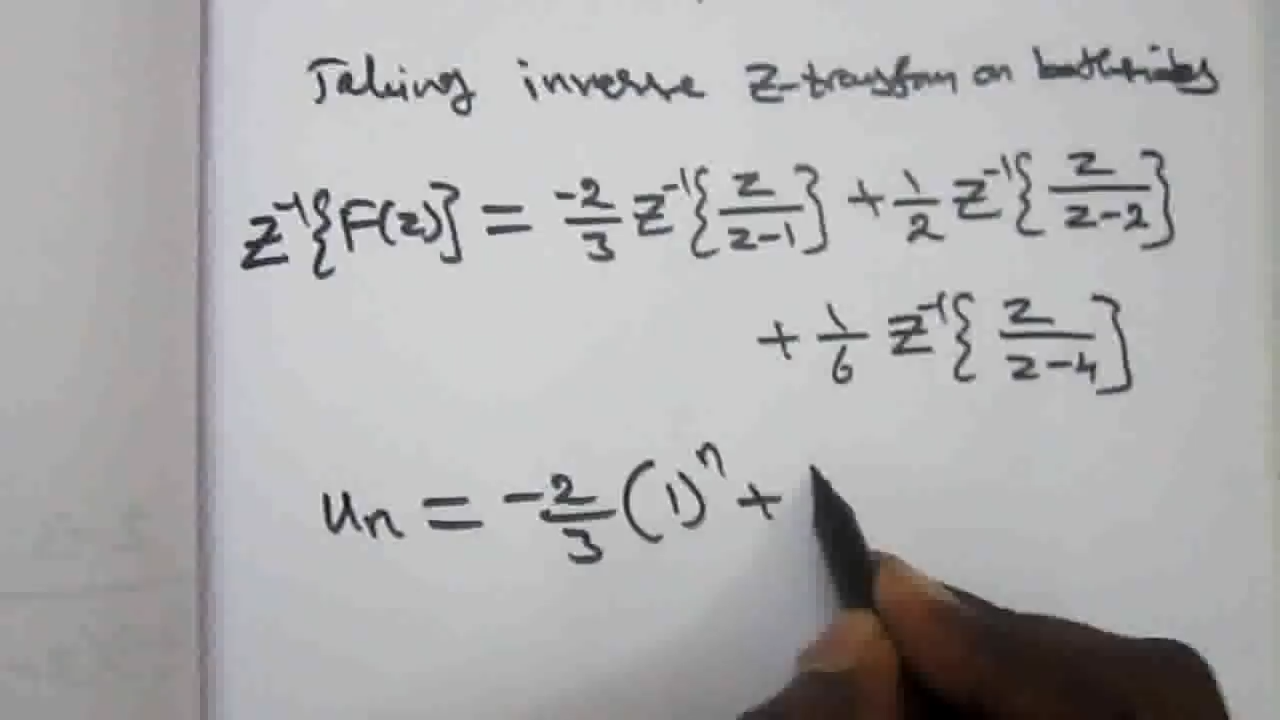 Taking inverse Z-transform on both sides
Z⁻¹{F(z)} = -2/3 Z⁻¹{z/z-1} + 1/2 Z⁻¹{z/z-2}
+ 1/6 Z⁻¹{z/z-4}
uₙ = -2/3 (1)ⁿ +